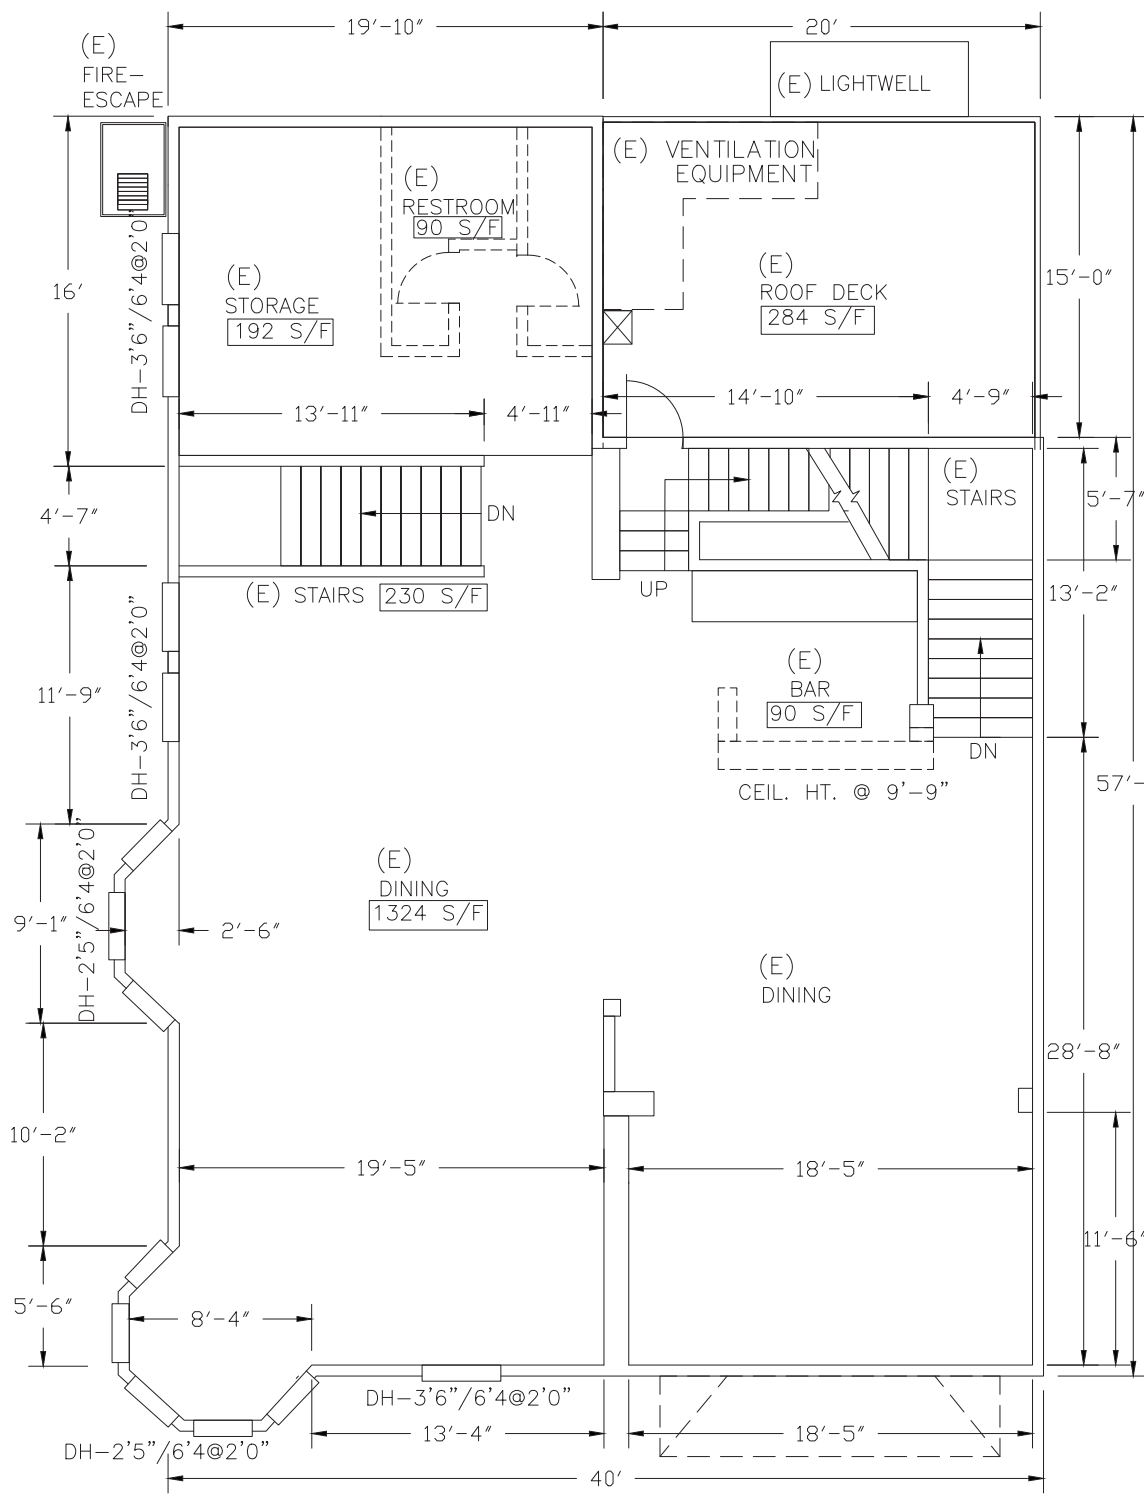 19'-10"
20'
(E)
FIRE-
ESCAPE
(E) LIGHTWELL
(E) VENTILATION
EQUIPMENT
(E)
RESTROOM
90 S/F
DH-3'6"/6'4@2'0"
16'
(E)
STORAGE
192 S/F
(E)
ROOF DECK
284 S/F
15'-0"
13'-11"
4'-11"
14'-10"
4'-9"
(E)
STAIRS
5'-7"
4'-7"
DN
UP
(E) STAIRS 230 S/F
13'-2"
DH-3'6"/6'4@2'0"
11'-9"
(E)
BAR
90 S/F
DN
CEIL. HT. @ 9'-9"
57'-
DH-2'5"/6'4@2'0"
(E)
DINING
1324 S/F
9'-1"
2'-6"
(E)
DINING
28'-8"
10'-2"
19'-5"
18'-5"
11'-6"
5'-6"
8'-4"
DH-3'6"/6'4@2'0"
13'-4"
18'-5"
DH-2'5"/6'4@2'0"
40'